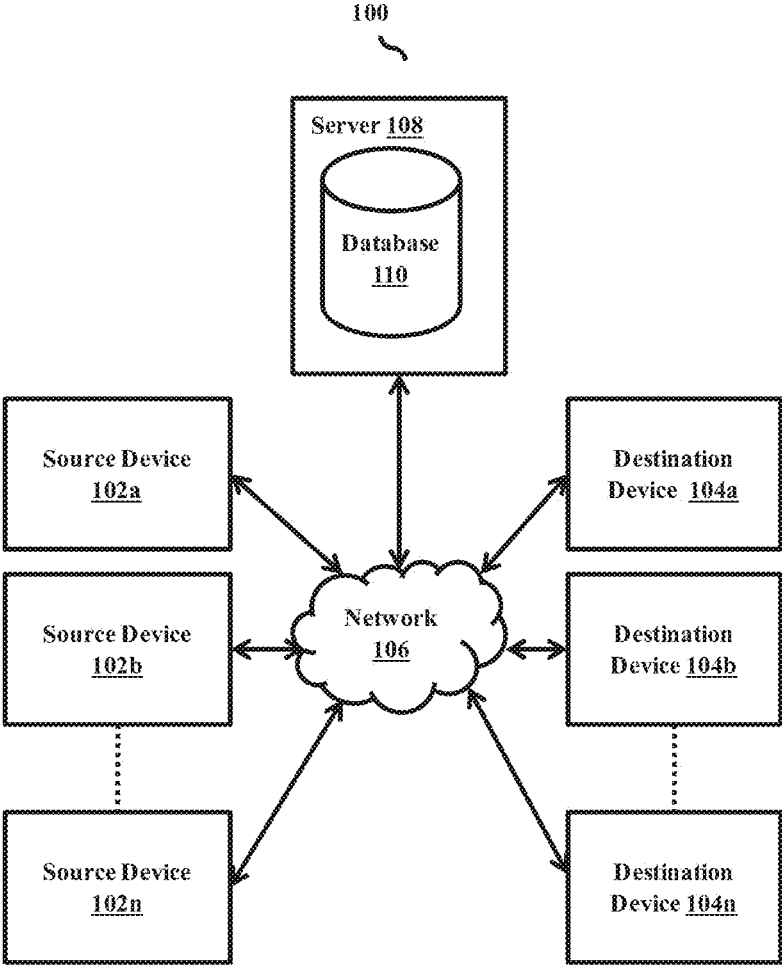 100
Server 108
Database
110
Source Device
102a
Destination
Device 104a
Source Device
102b
Network
106
Destination
Device 104b
Source Device
102n
Destination
Device 104n